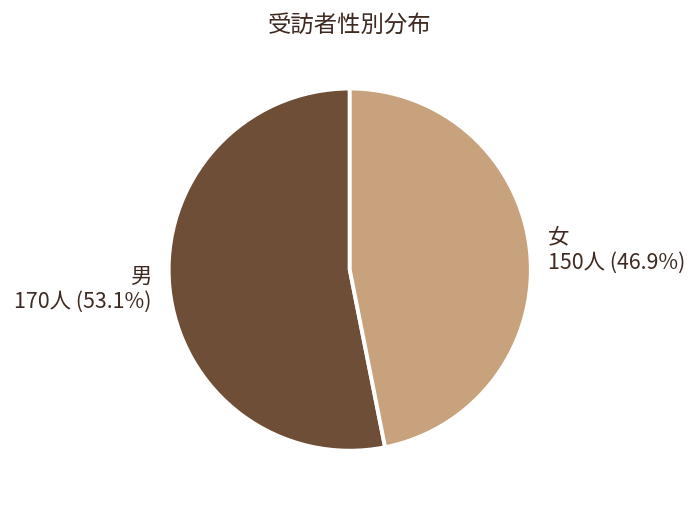 受訪者性別分布
女
150人 (46.9%)
男
170人 (53.1%)